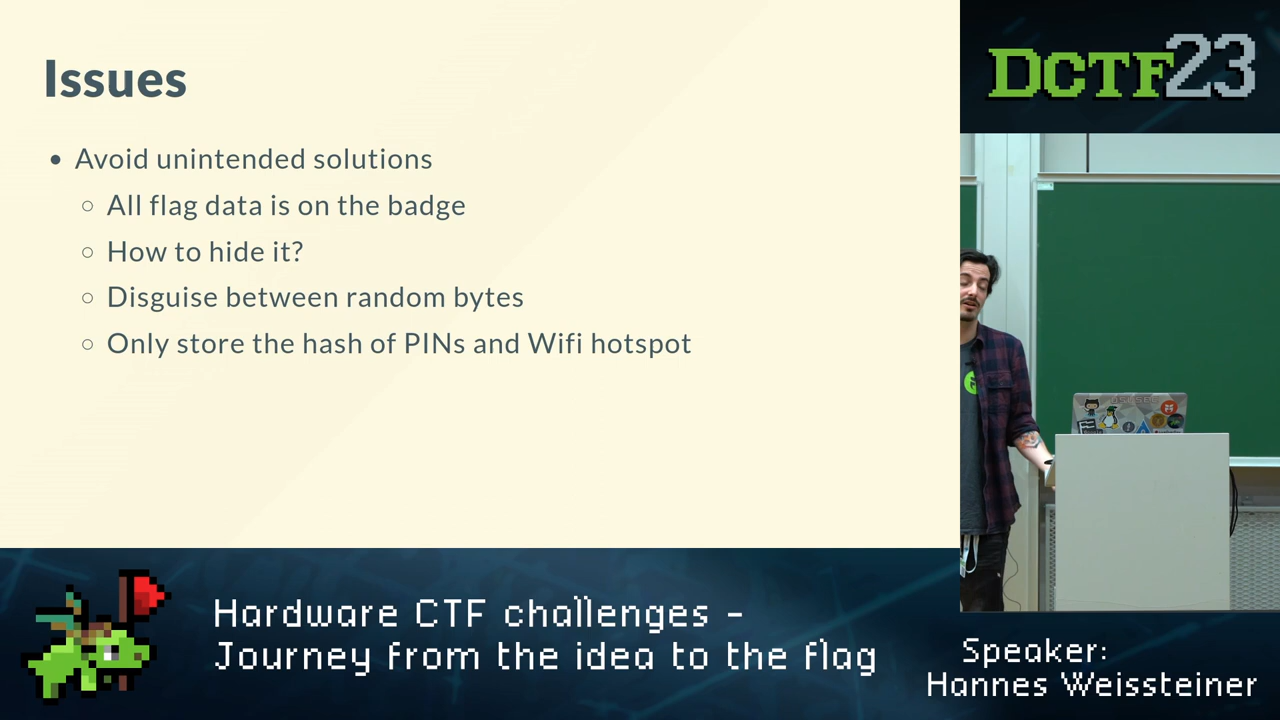 Issues
Avoid unintended solutions
All flag data is on the badge
How to hide it?
Disguise between random bytes
Only store the hash of PINs and Wifi hotspot
DCTF23
Hardware CTF challenges -
Journey from the idea to the flag
Speaker:
Hannes Weissteiner